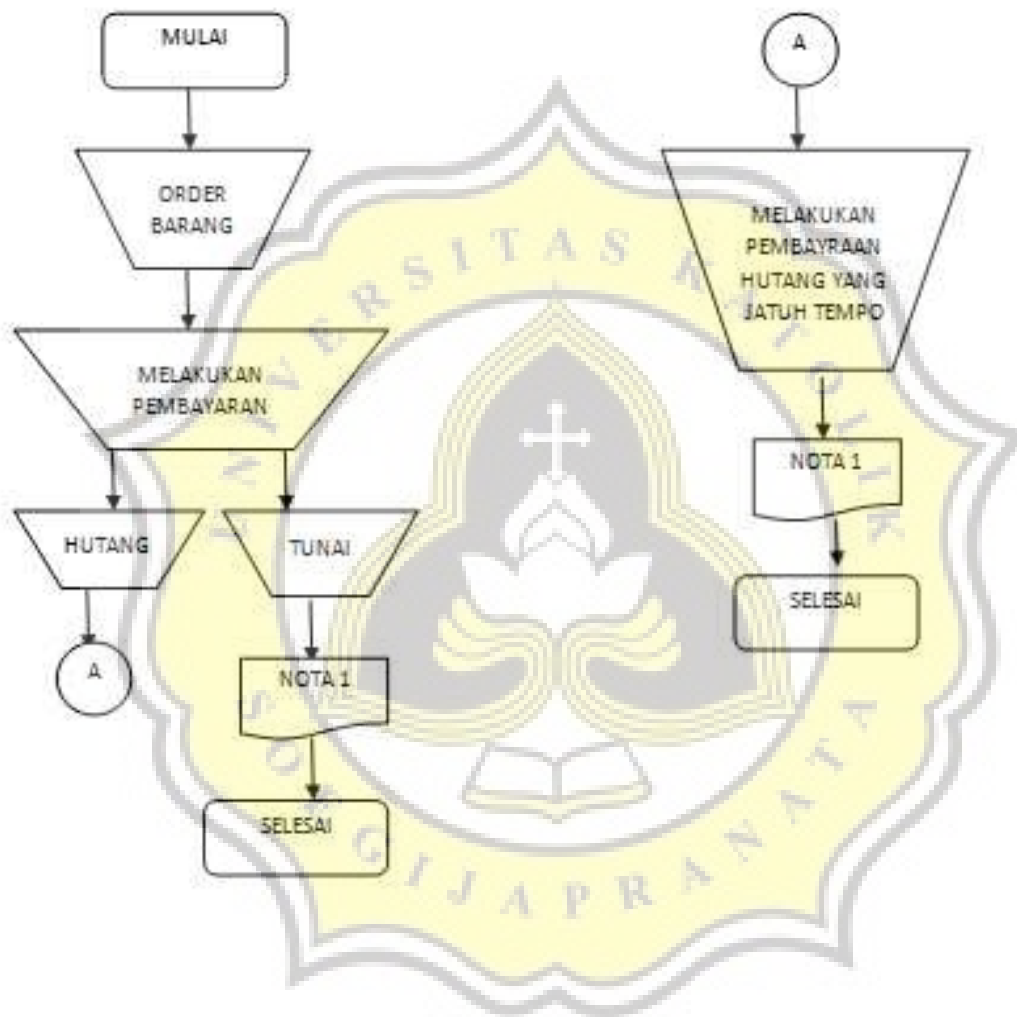 MULAI
ORDER
BARANG
MELAKUKAN
PEMBAYARAN
HUTANG
TUNAI
A
NOTA 1
SELESAI
A
MELAKUKAN
PEMBAYRAAN
HUTANG YANG
JATUH TEMPO
NOTA 1
SELESAI
UNIVERSITAS KATOLIK
SOEGIJAPRANATA